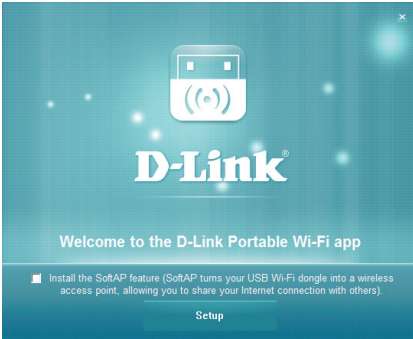 D-Link®
Welcome to the D-Link Portable Wi-Fi app
Install the SoftAP feature (SoftAP turns your USB Wi-Fi dongle into a wireless
access point, allowing you to share your Internet connection with others).
Setup